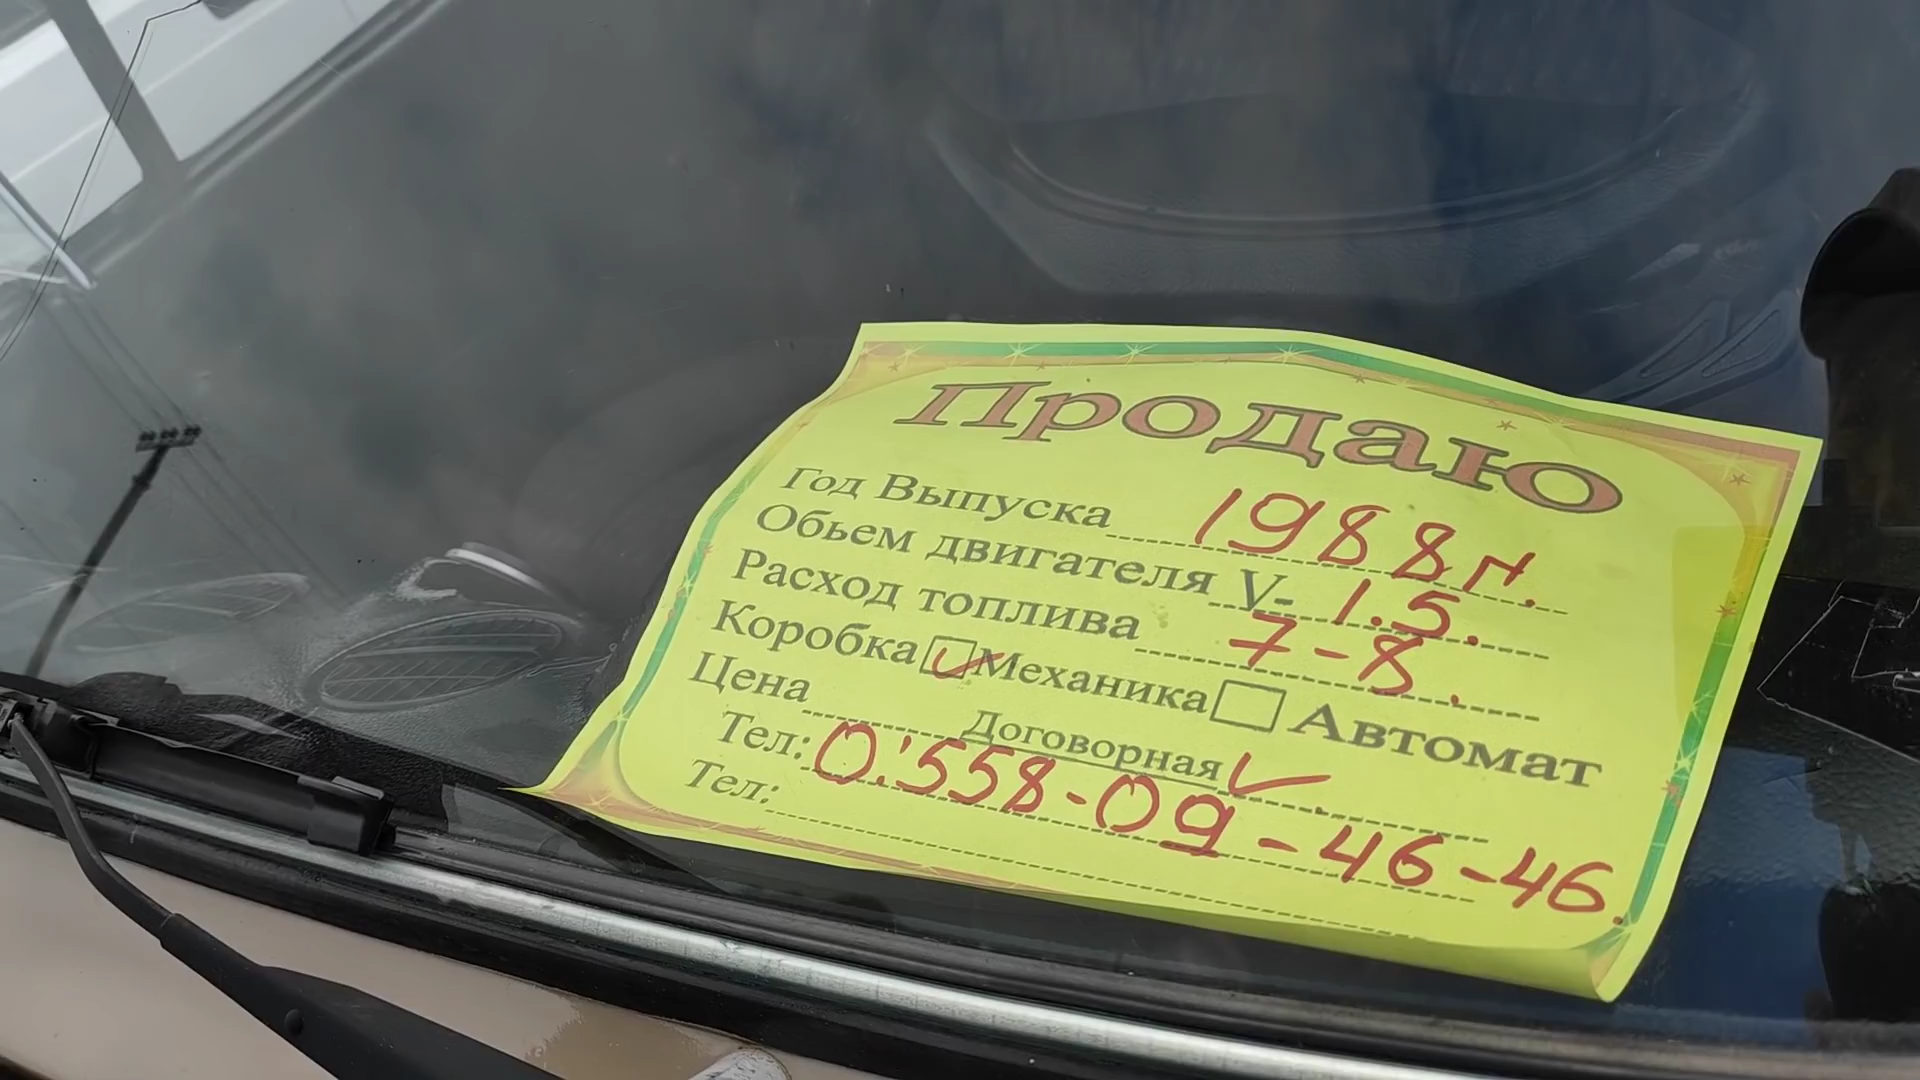 Продаю
Год Выпуска 1988г.
Обьем двигателя V- 1.5.
Расход топлива 7-8.
Коробка ☑ Механика ☐ Автомат
Цена Договорная ✓
Тел: 0.558-09-46-46.
Тел: